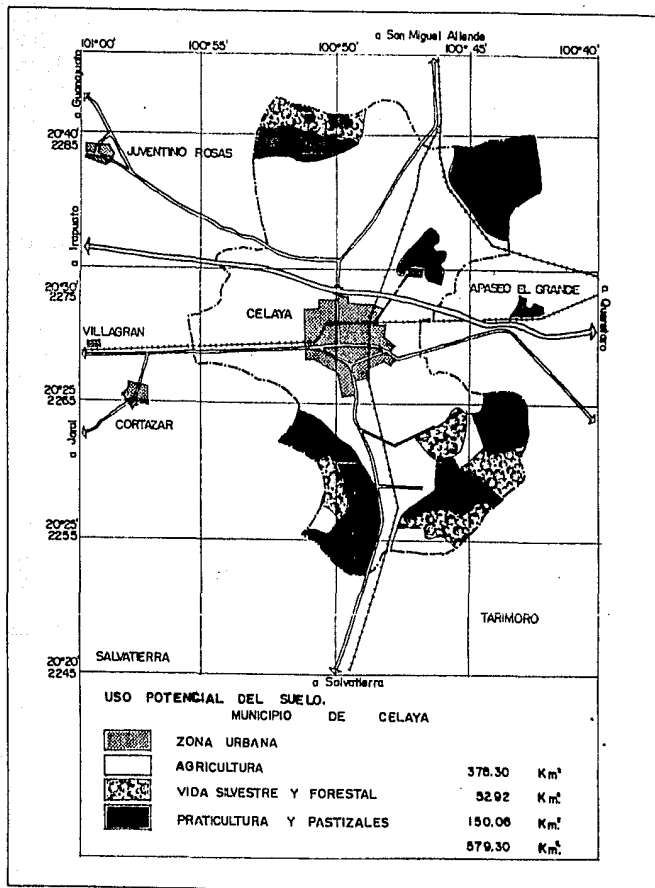 a San Miguel Allende
101°00' 100°55' 100°50' 100°45' 100°40'
a Guanajuato
20°40'
2285
JUVENTINO ROSAS
a Irapuato
20°30'
2275
APASEO EL GRANDE
a Querétaro
CELAYA
VILLAGRAN
20°25'
2265
CORTAZAR
a Jaral
20°25'
2255
TARIMORO
SALVATIERRA
20°20'
2245
a Salvatierra
USO POTENCIAL DEL SUELO.
MUNICIPIO DE CELAYA
ZONA URBANA
AGRICULTURA 376.30 Km²
VIDA SILVESTRE Y FORESTAL 52.92 Km².
PRATICULTURA Y PASTIZALES 150.06 Km².
579.30 Km².